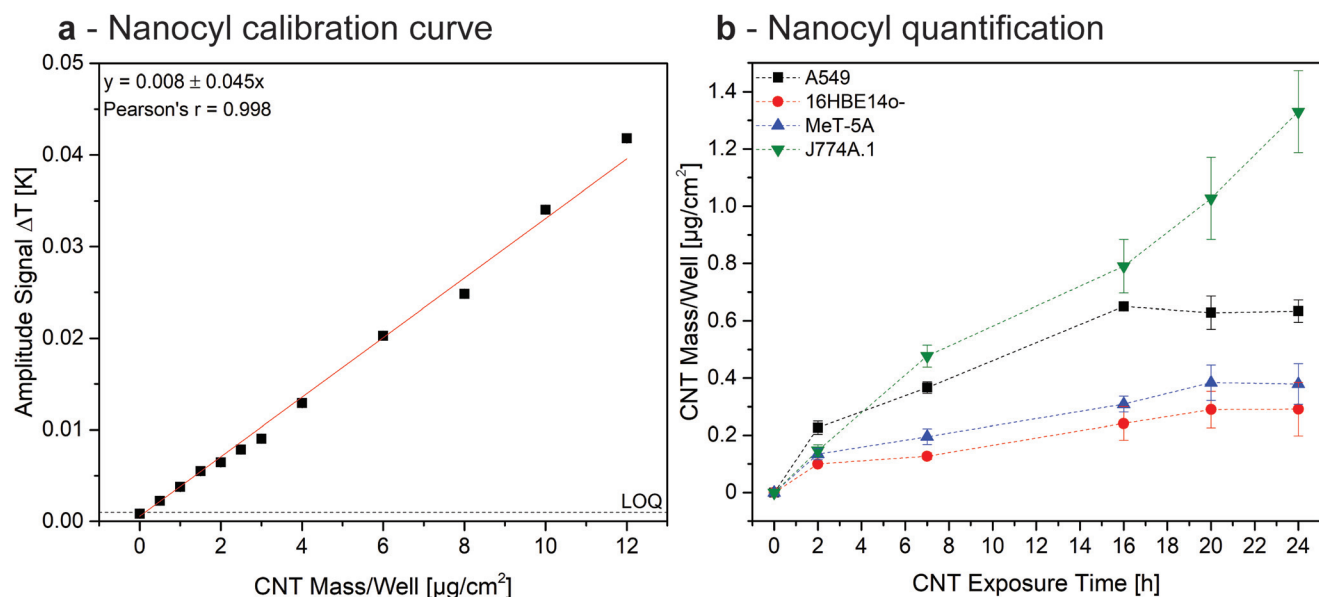 a - Nanocyl calibration curve
0.05
0.04
0.03
0.02
0.01
0.00
Amplitude Signal ΔT [K]
y = 0.008 ± 0.045x
Pearson's r = 0.998
LOQ
0 2 4 6 8 10 12
CNT Mass/Well [µg/cm²]
b - Nanocyl quantification
1.4
1.2
1.0
0.8
0.6
0.4
0.2
0
CNT Mass/Well [µg/cm²]
A549
16HBE14o-
MeT-5A
J774A.1
0 2 4 6 7 8 10 12 14 16 18 20 22 24
CNT Exposure Time [h]